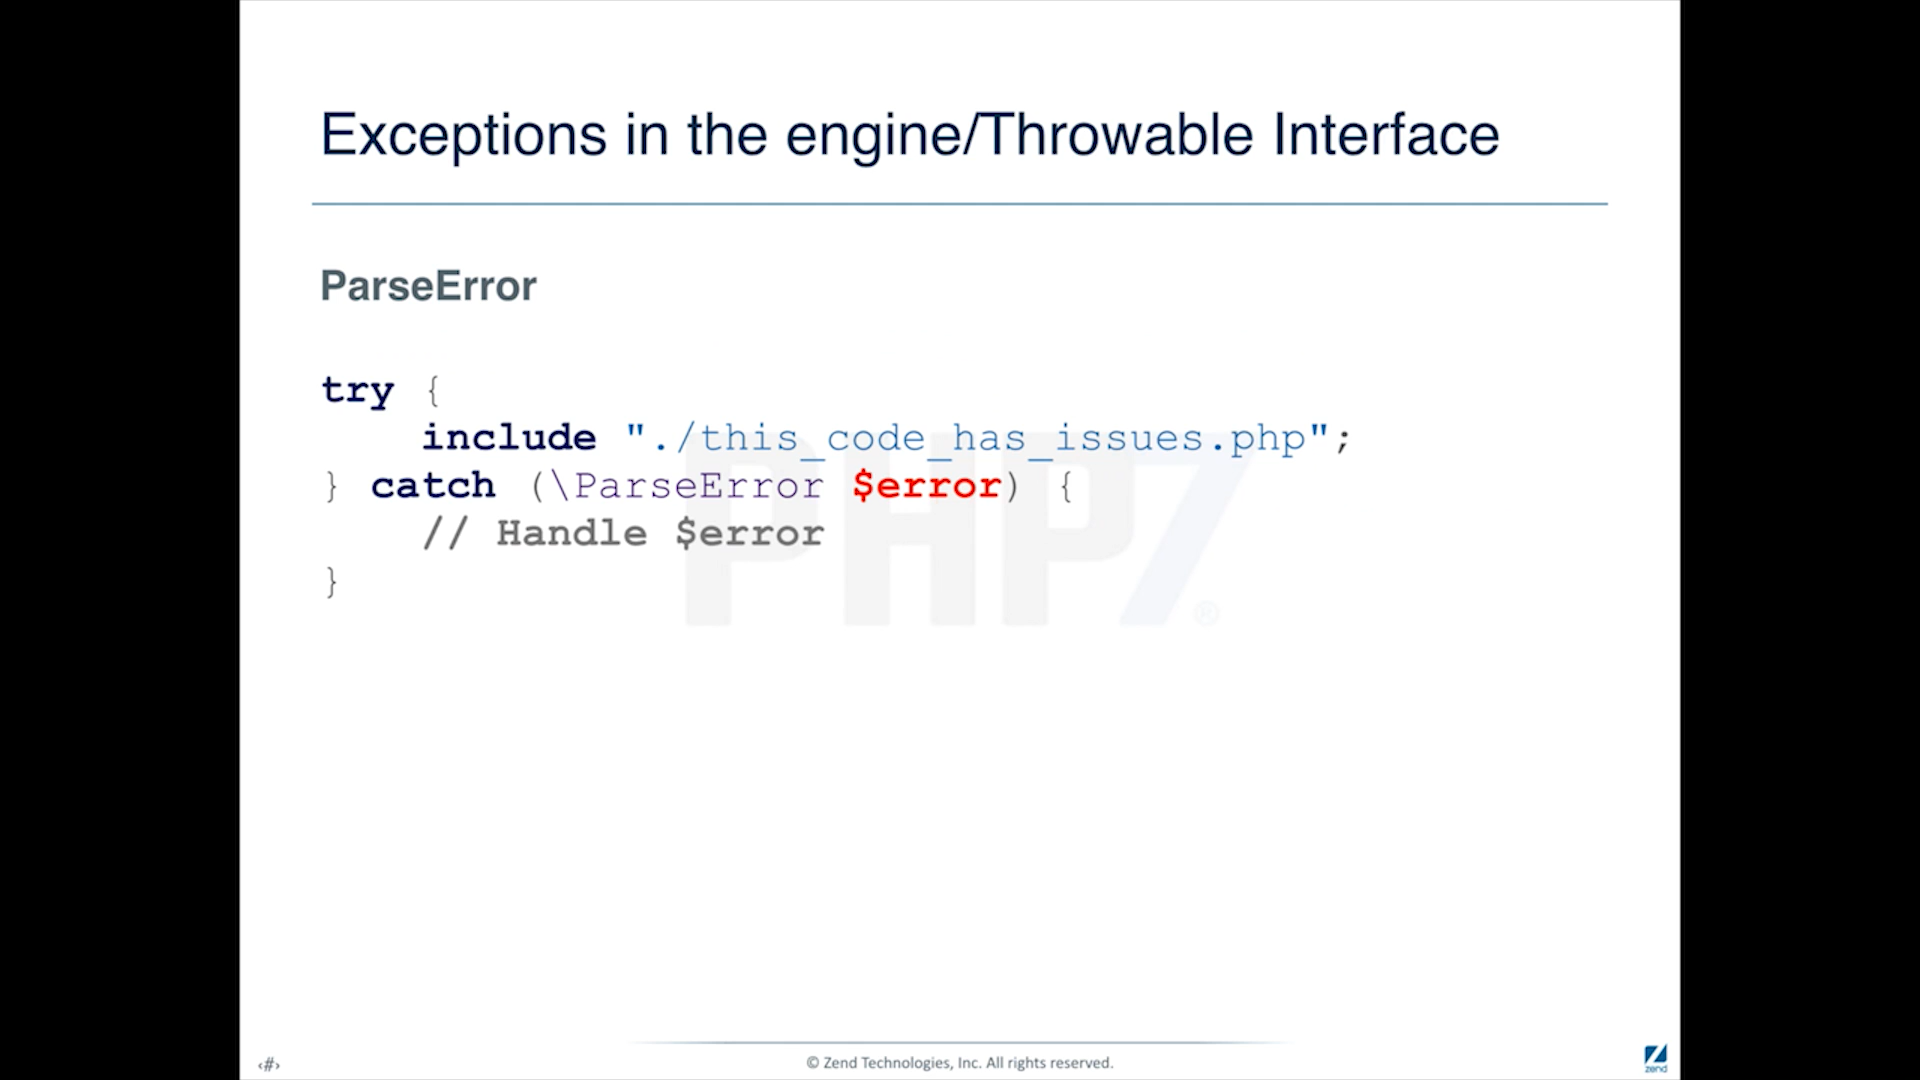 Exceptions in the engine/Throwable Interface
ParseError
try {
    include "./this_code_has_issues.php";
} catch (\ParseError $error) {
    // Handle $error
}
PHP7®
‹#›
© Zend Technologies, Inc. All rights reserved.
zend